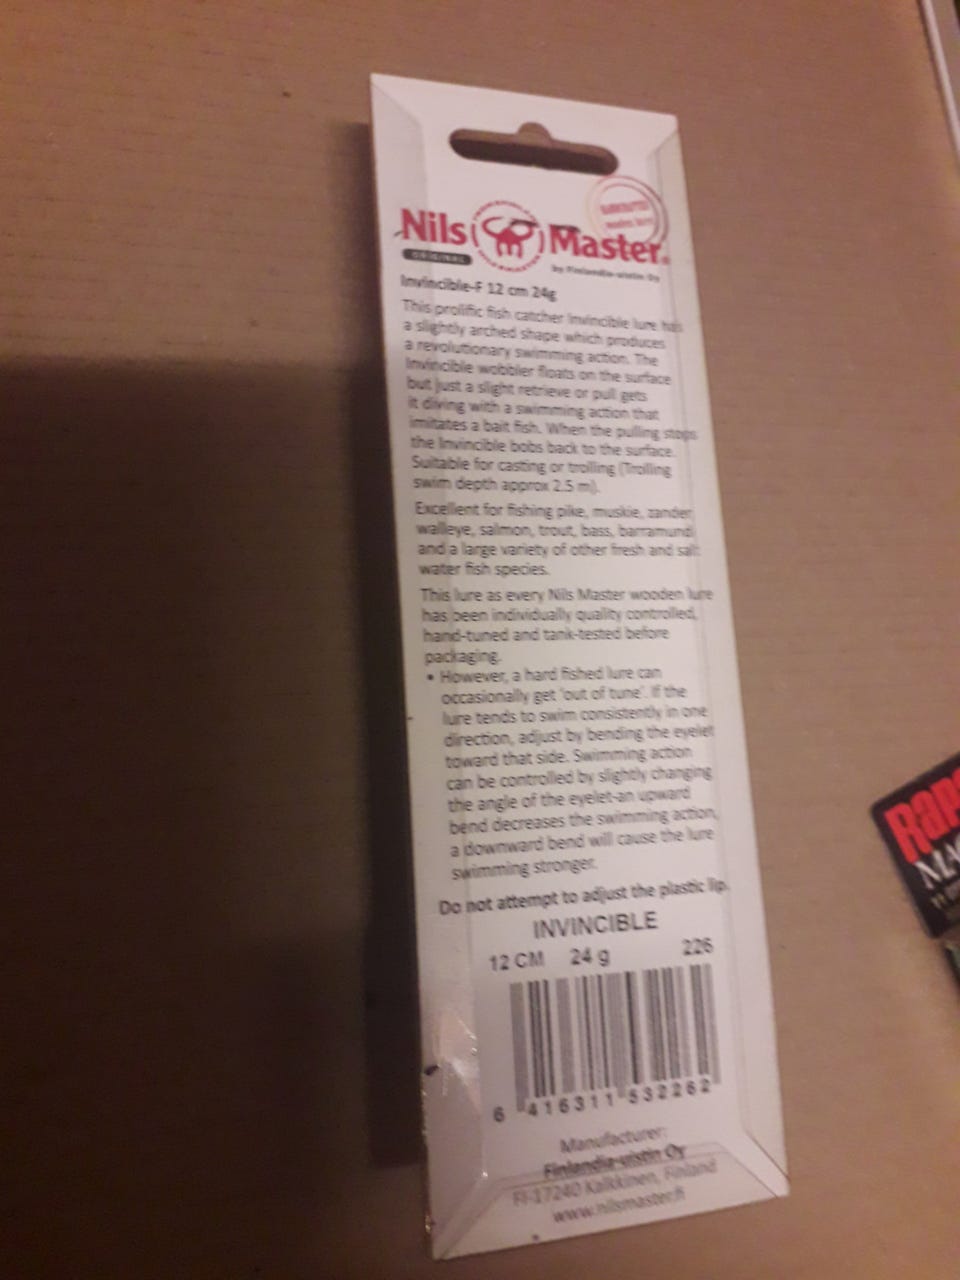 Nils Master
ORIGINAL
by Finlandia-uistin Oy
Invincible-F 12 cm 24g
This prolific fish catcher Invincible lure has
a slightly arched shape which produces
a revolutionary swimming action. The
Invincible wobbler floats on the surface
but just a slight retrieve or pull gets
it diving with a swimming action that
imitates a bait fish. When the pulling stops
the Invincible bobs back to the surface.
Suitable for casting or trolling (Trolling
swim depth approx 2.5 m).
Excellent for fishing pike, muskie, zander,
walleye, salmon, trout, bass, barramundi
and a large variety of other fresh and salt
water fish species.
This lure as every Nils Master wooden lure
has been individually quality controlled,
hand-tuned and tank-tested before
packaging.
• However, a hard fished lure can
occasionally get 'out of tune'. If the
lure tends to swim consistently in one
direction, adjust by bending the eyelet
toward that side. Swimming action
can be controlled by slightly changing
the angle of the eyelet-an upward
bend decreases the swimming action,
a downward bend will cause the lure
swimming stronger.
Do not attempt to adjust the plastic lip.
INVINCIBLE
12 CM 24 g 226
6 416311 532262
Manufacturer:
Finlandia-uistin Oy
FI-17240 Kalkkinen, Finland
www.nilsmaster.fi